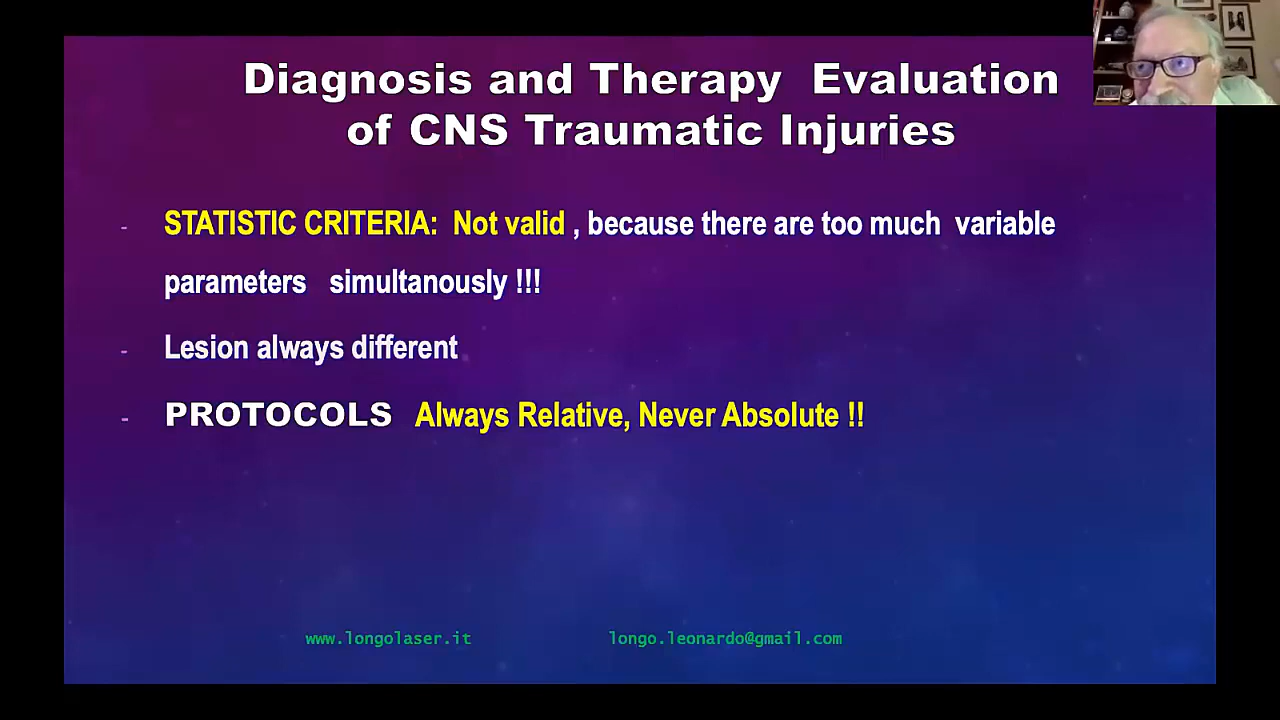 Diagnosis and Therapy Evaluation
of CNS Traumatic Injuries
- STATISTIC CRITERIA: Not valid , because there are too much variable
parameters simultanously !!!
- Lesion always different
- PROTOCOLS Always Relative, Never Absolute !!
www.longolaser.it longo.leonardo@gmail.com